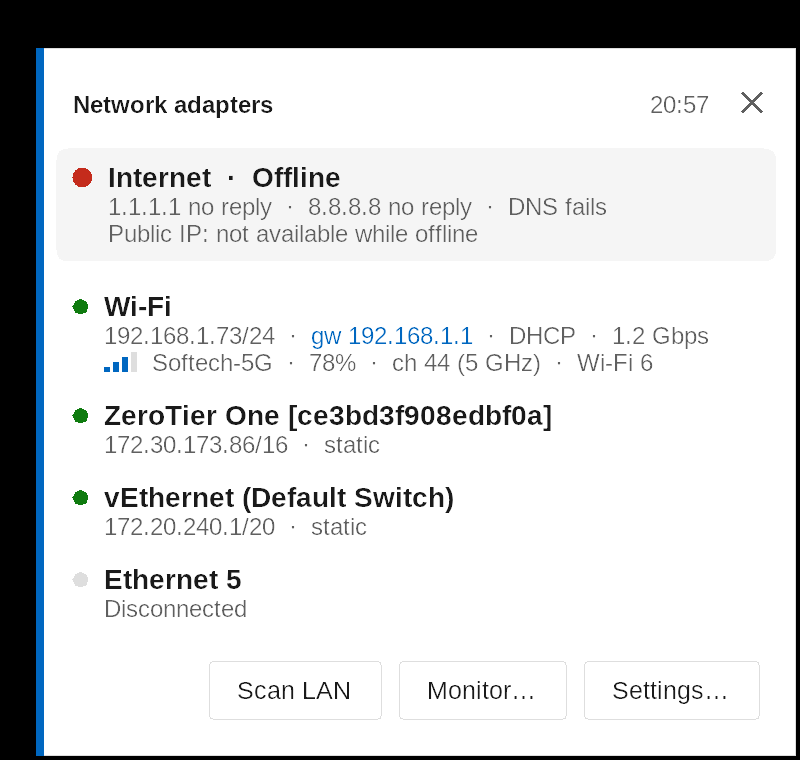 Network adapters 20:57
Internet · Offline
1.1.1.1 no reply · 8.8.8.8 no reply · DNS fails
Public IP: not available while offline
Wi-Fi
192.168.1.73/24 · gw 192.168.1.1 · DHCP · 1.2 Gbps
Softech-5G · 78% · ch 44 (5 GHz) · Wi-Fi 6
ZeroTier One [ce3bd3f908edbf0a]
172.30.173.86/16 · static
vEthernet (Default Switch)
172.20.240.1/20 · static
Ethernet 5
Disconnected
Scan LAN Monitor… Settings…